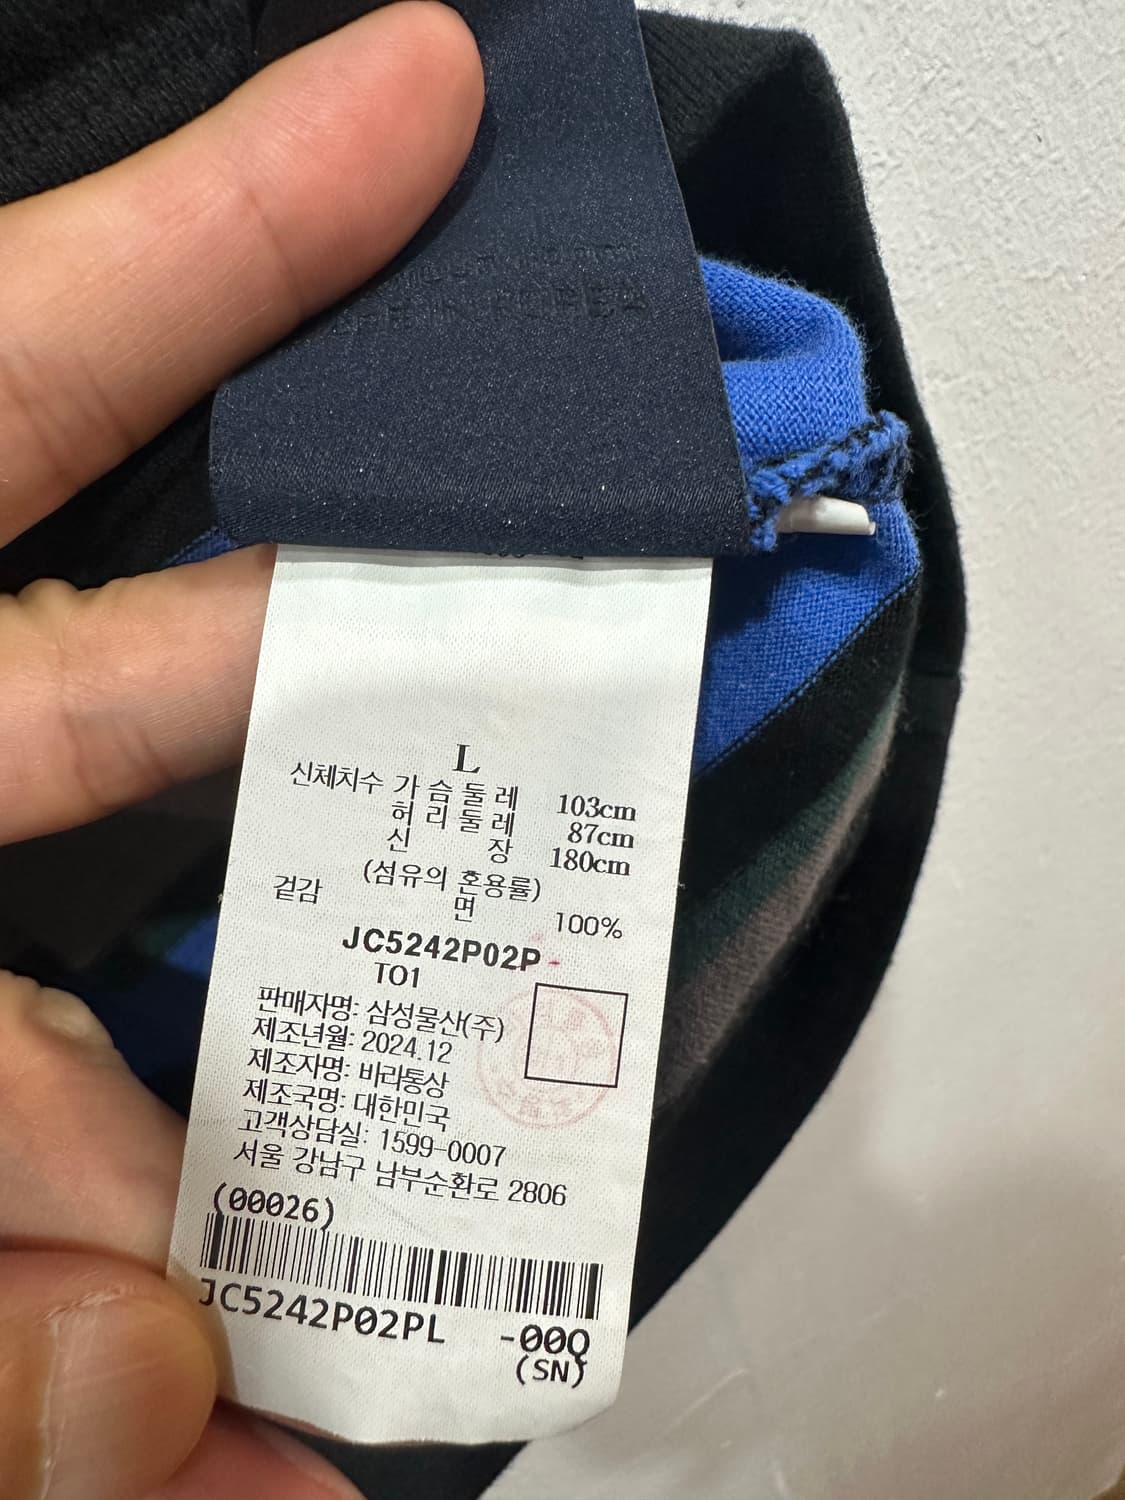 L
신체치수 가슴둘레 103cm
허리둘레 87cm
신 장 180cm
(섬유의 혼용률)
겉감 면 100%
JC5242P02P
TO1
판매자명: 삼성물산(주)
제조년월: 2024.12
제조자명: 바라통상
제조국명: 대한민국
고객상담실: 1599-0007
서울 강남구 남부순환로 2806
(00026)
JC5242P02PL -00Q
(SN)